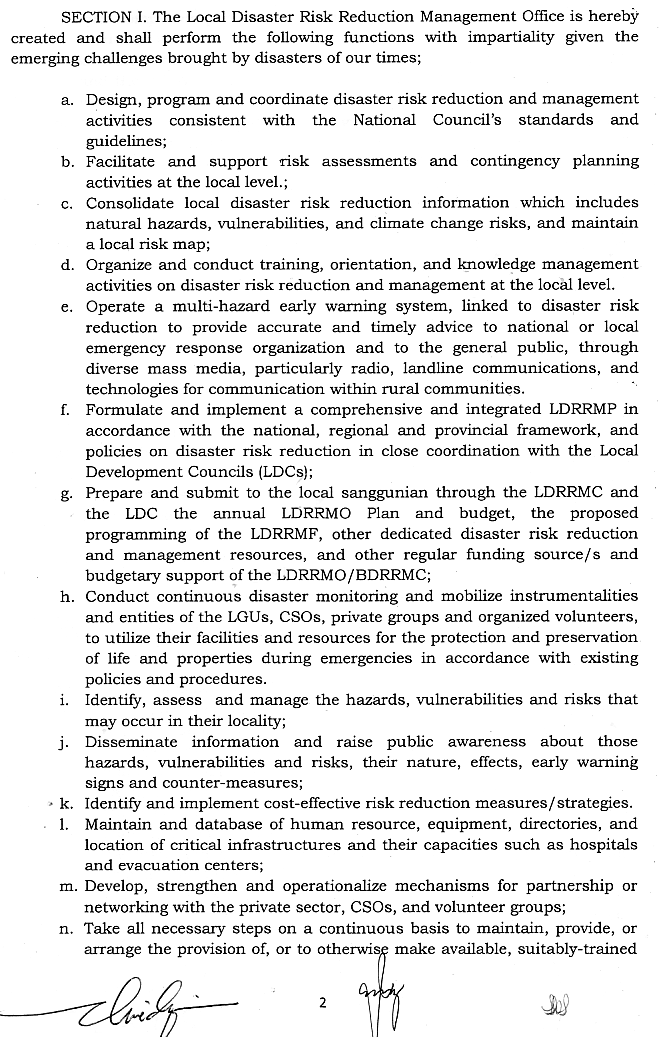 SECTION I. The Local Disaster Risk Reduction Management Office is hereby
created and shall perform the following functions with impartiality given the
emerging challenges brought by disasters of our times;
a. Design, program and coordinate disaster risk reduction and management
activities consistent with the National Council's standards and
guidelines;
b. Facilitate and support risk assessments and contingency planning
activities at the local level.;
c. Consolidate local disaster risk reduction information which includes
natural hazards, vulnerabilities, and climate change risks, and maintain
a local risk map;
d. Organize and conduct training, orientation, and knowledge management
activities on disaster risk reduction and management at the local level.
e. Operate a multi-hazard early warning system, linked to disaster risk
reduction to provide accurate and timely advice to national or local
emergency response organization and to the general public, through
diverse mass media, particularly radio, landline communications, and
technologies for communication within rural communities.
f. Formulate and implement a comprehensive and integrated LDRRMP in
accordance with the national, regional and provincial framework, and
policies on disaster risk reduction in close coordination with the Local
Development Councils (LDCs);
g. Prepare and submit to the local sanggunian through the LDRRMC and
the LDC the annual LDRRMO Plan and budget, the proposed
programming of the LDRRMF, other dedicated disaster risk reduction
and management resources, and other regular funding source/s and
budgetary support of the LDRRMO/BDRRMC;
h. Conduct continuous disaster monitoring and mobilize instrumentalities
and entities of the LGUs, CSOs, private groups and organized volunteers,
to utilize their facilities and resources for the protection and preservation
of life and properties during emergencies in accordance with existing
policies and procedures.
i. Identify, assess and manage the hazards, vulnerabilities and risks that
may occur in their locality;
j. Disseminate information and raise public awareness about those
hazards, vulnerabilities and risks, their nature, effects, early warning
signs and counter-measures;
k. Identify and implement cost-effective risk reduction measures/strategies.
l. Maintain and database of human resource, equipment, directories, and
location of critical infrastructures and their capacities such as hospitals
and evacuation centers;
m. Develop, strengthen and operationalize mechanisms for partnership or
networking with the private sector, CSOs, and volunteer groups;
n. Take all necessary steps on a continuous basis to maintain, provide, or
arrange the provision of, or to otherwise make available, suitably-trained
2